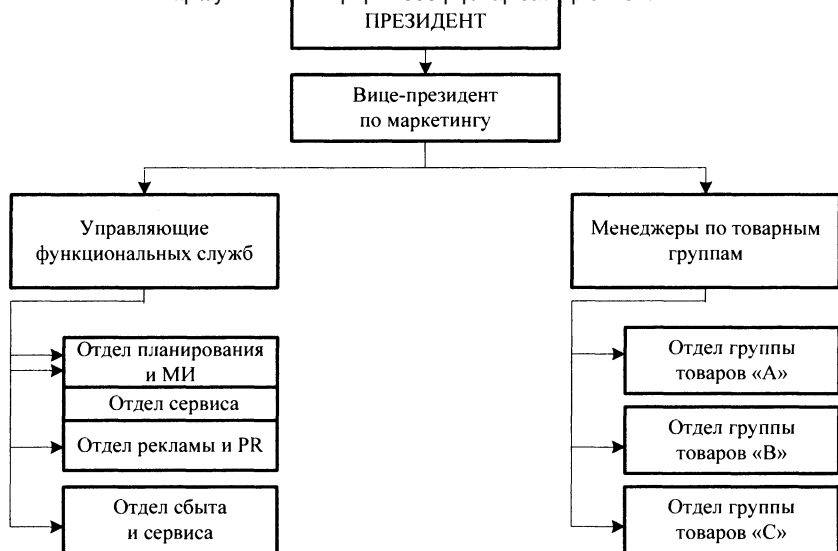 ПРЕЗИДЕНТ
Вице-президент
по маркетингу
Управляющие
функциональных служб
Менеджеры по товарным
группам
Отдел планирования
и МИ
Отдел сервиса
Отдел рекламы и PR
Отдел сбыта
и сервиса
Отдел группы
товаров «А»
Отдел группы
товаров «В»
Отдел группы
товаров «С»